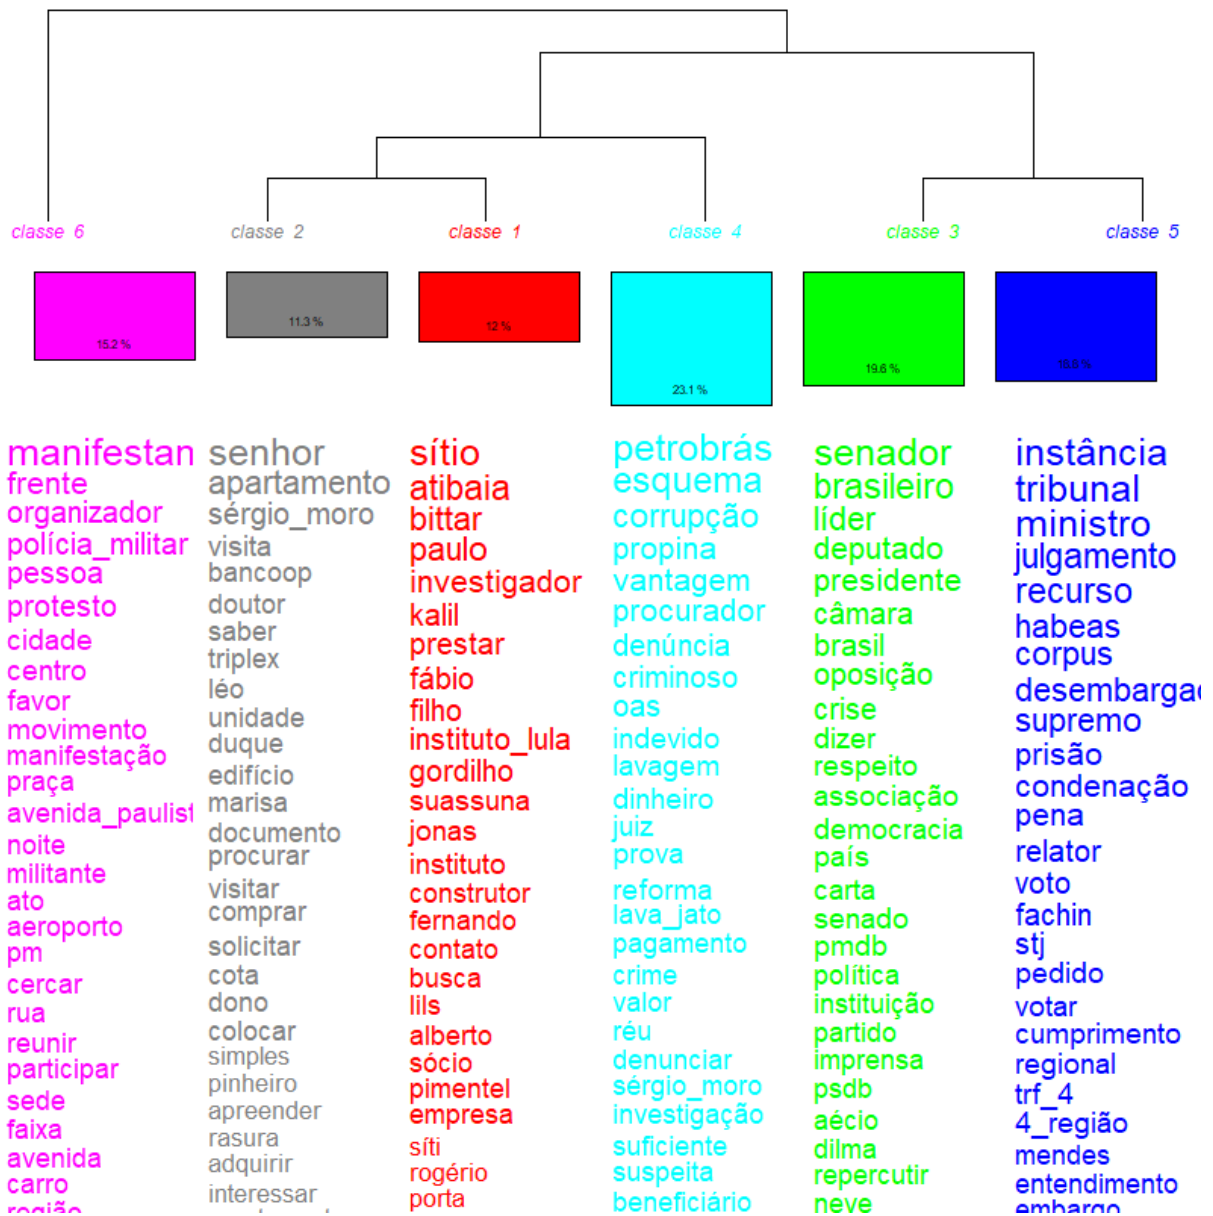 classe 6
classe 2
classe 1
classe 4
classe 3
classe 5
15.2 %
11.3 %
12 %
23.1 %
19.6 %
manifestan
frente
organizador
polícia_militar
pessoa
protesto
cidade
centro
favor
movimento
manifestação
praça
avenida_paulist
noite
militante
ato
aeroporto
pm
cercar
rua
reunir
participar
sede
faixa
avenida
carro
região
senhor
apartamento
sérgio_moro
visita
bancoop
doutor
saber
triplex
léo
unidade
duque
edifício
marisa
documento
procurar
visitar
comprar
solicitar
cota
dono
colocar
simples
pinheiro
apreender
rasura
adquirir
interessar
sítio
atibaia
bittar
paulo
investigador
kalil
prestar
fábio
filho
instituto_lula
gordilho
suassuna
jonas
instituto
construtor
fernando
contato
busca
lils
alberto
sócio
pimentel
empresa
síti
rogério
porta
petrobrás
esquema
corrupção
propina
vantagem
procurador
denúncia
criminoso
oas
indevido
lavagem
dinheiro
juiz
prova
reforma
lava_jato
pagamento
crime
valor
réu
denunciar
sérgio_moro
investigação
suficiente
suspeita
beneficiário
senador
brasileiro
líder
deputado
presidente
câmara
brasil
oposição
crise
dizer
respeito
associação
democracia
país
carta
senado
pmdb
política
instituição
partido
imprensa
psdb
aécio
dilma
repercutir
neve
instância
tribunal
ministro
julgamento
recurso
habeas
corpus
desembarga
supremo
prisão
condenação
pena
relator
voto
fachin
stj
pedido
votar
cumprimento
regional
trf_4
4_região
mendes
entendimento
embargo